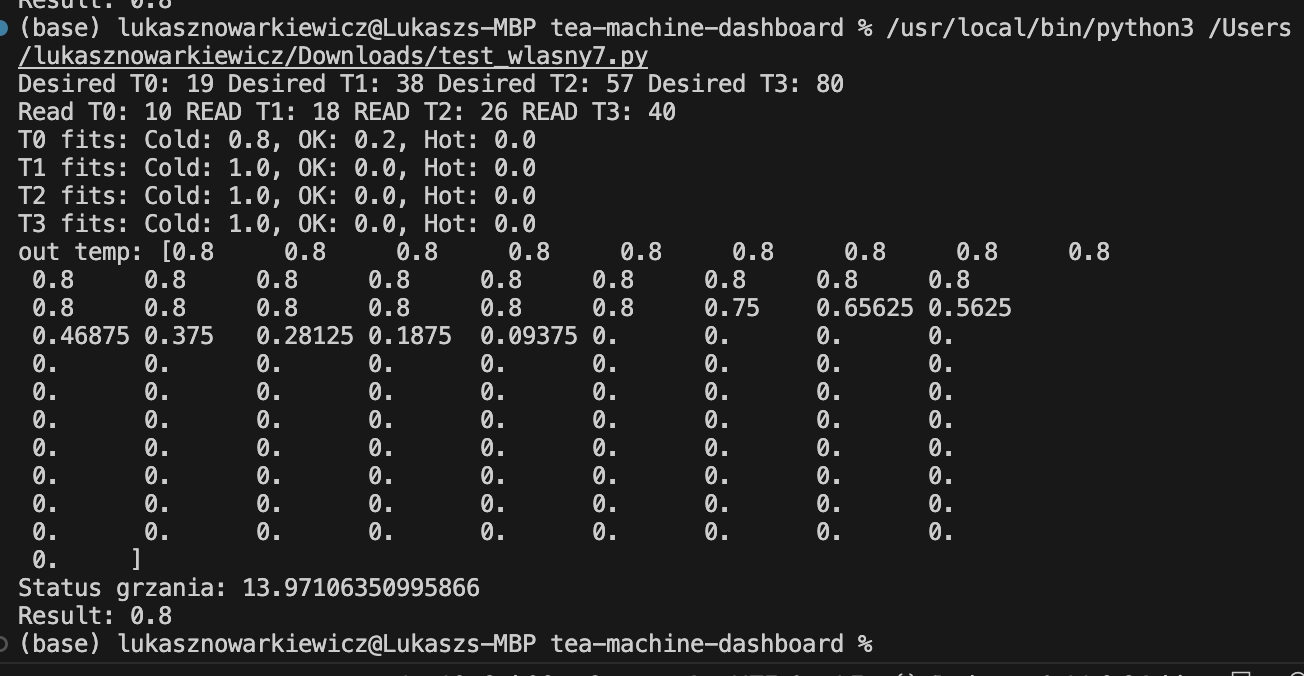 Result: 0.8
(base) lukasznowarkiewicz@Lukaszs-MBP tea-machine-dashboard % /usr/local/bin/python3 /Users
/lukasznowarkiewicz/Downloads/test_wlasny7.py
Desired T0: 19 Desired T1: 38 Desired T2: 57 Desired T3: 80
Read T0: 10 READ T1: 18 READ T2: 26 READ T3: 40
T0 fits: Cold: 0.8, OK: 0.2, Hot: 0.0
T1 fits: Cold: 1.0, OK: 0.0, Hot: 0.0
T2 fits: Cold: 1.0, OK: 0.0, Hot: 0.0
T3 fits: Cold: 1.0, OK: 0.0, Hot: 0.0
out temp: [0.8     0.8     0.8     0.8     0.8     0.8     0.8     0.8     0.8
 0.8     0.8     0.8     0.8     0.8     0.8     0.8     0.8     0.8
 0.8     0.8     0.8     0.8     0.8     0.8     0.75    0.65625 0.5625
 0.46875 0.375   0.28125 0.1875  0.09375 0.      0.      0.      0.
 0.      0.      0.      0.      0.      0.      0.      0.      0.
 0.      0.      0.      0.      0.      0.      0.      0.      0.
 0.      0.      0.      0.      0.      0.      0.      0.      0.
 0.      0.      0.      0.      0.      0.      0.      0.      0.
 0.      0.      0.      0.      0.      0.      0.      0.      0.
 0.      0.      0.      0.      0.      0.      0.      0.      0.
 0.      0.      0.      0.      0.      0.      0.      0.      0.
 0.     ]
Status grzania: 13.97106350995866
Result: 0.8
(base) lukasznowarkiewicz@Lukaszs-MBP tea-machine-dashboard %